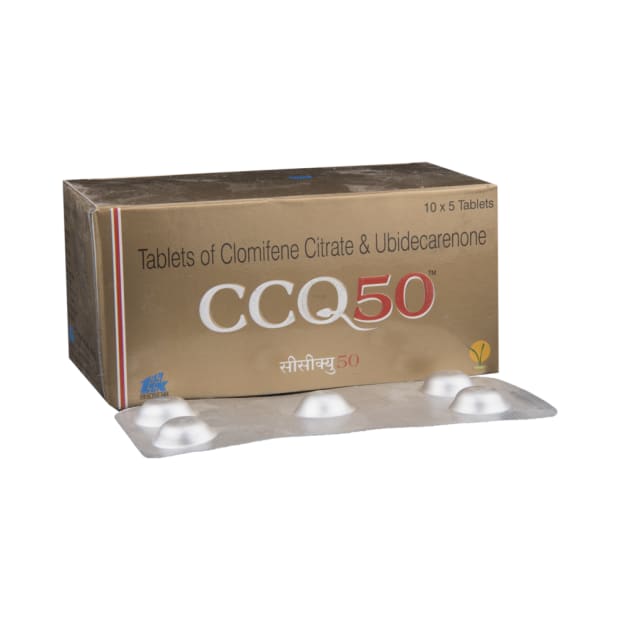 10 x 5 Tablets
Tablets of Clomifene Citrate & Ubidecarenone
CCQ50™
सीसीक्यु 50